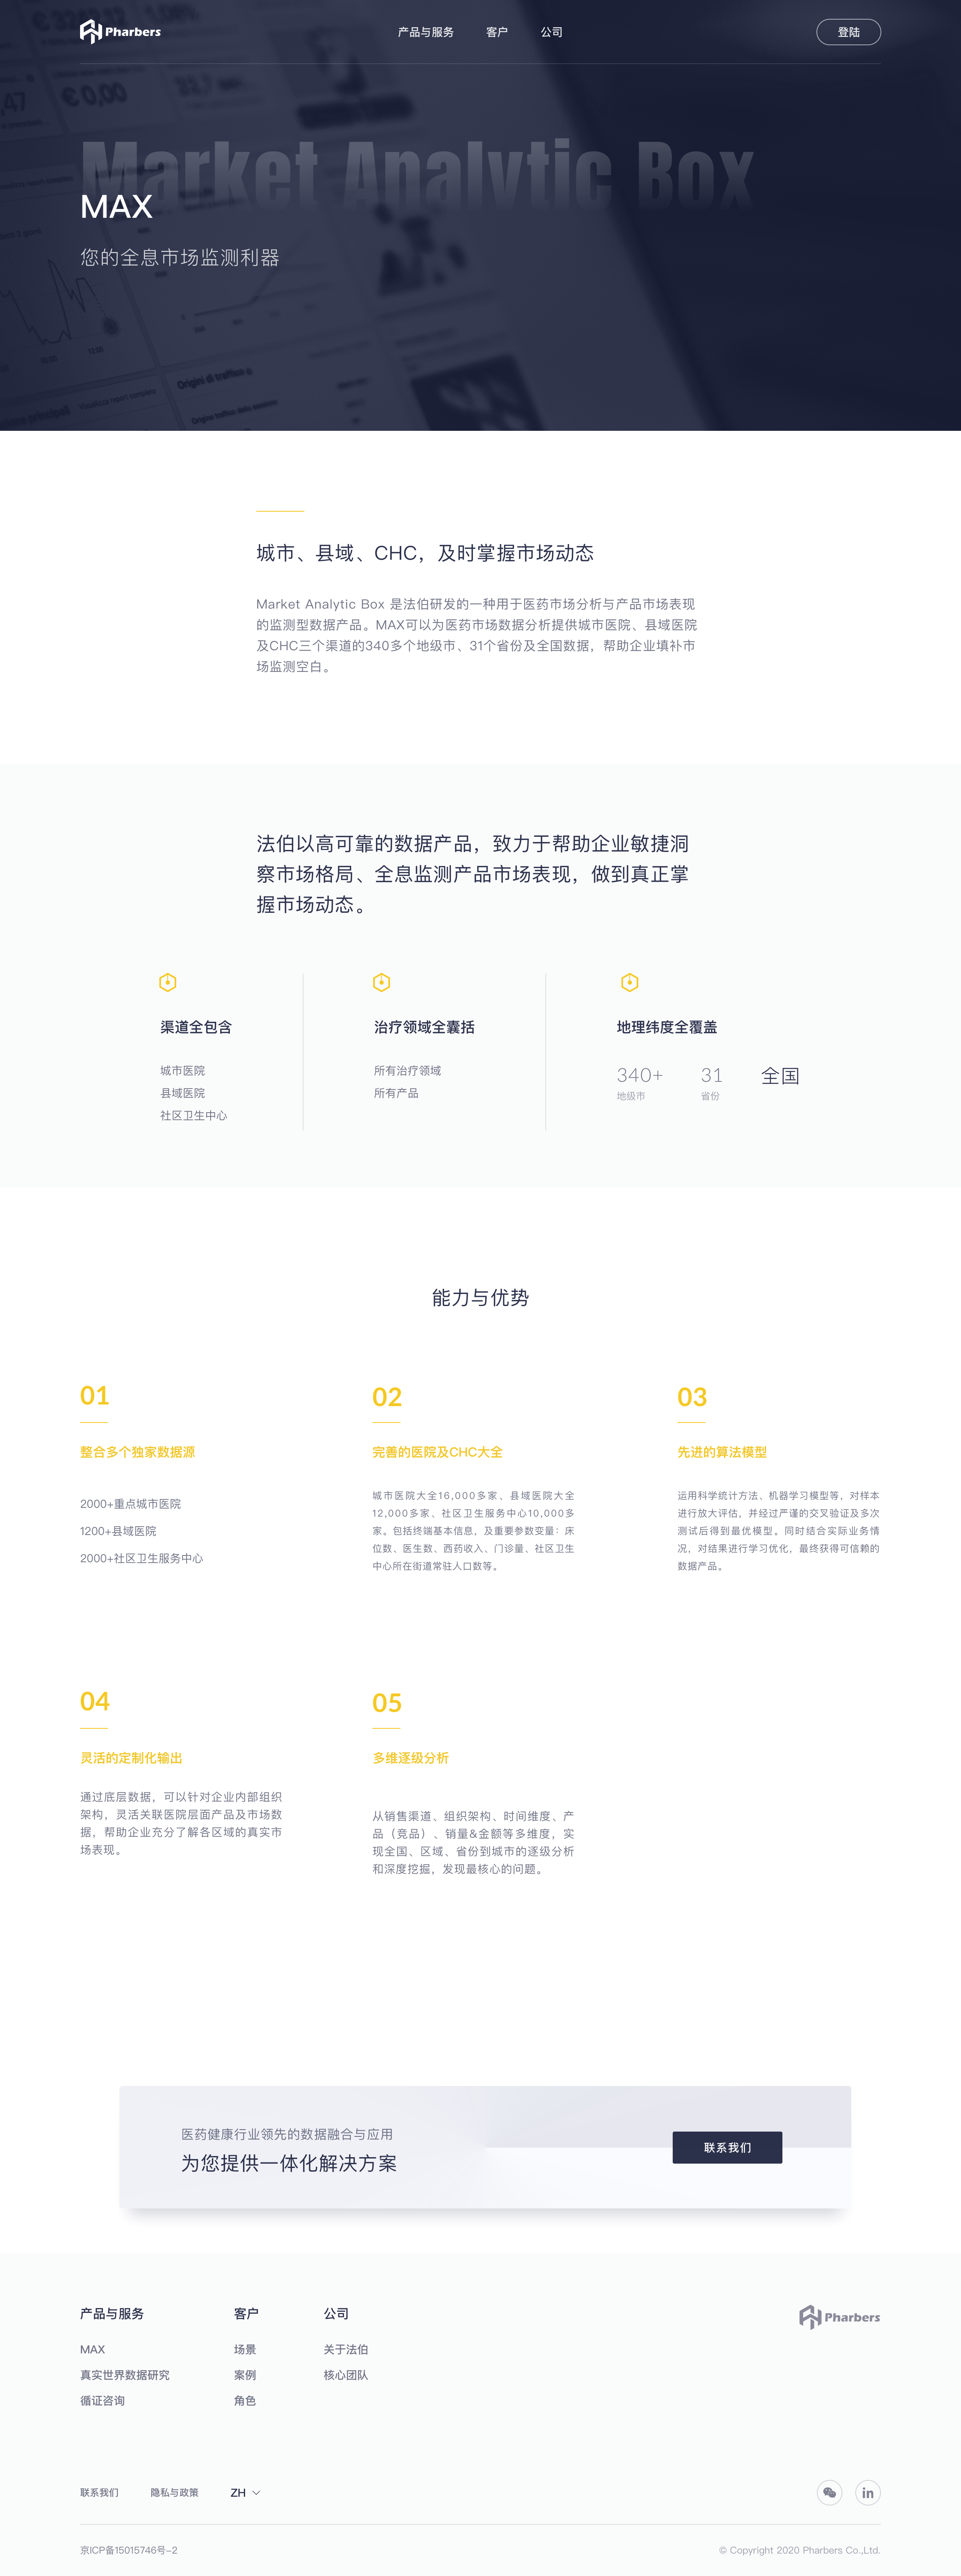 Pharbers
产品与服务
客户
公司
登陆
Market Analytic Box
MAX
您的全息市场监测利器
,47
€ 0,00
Origini di traffico
城市、县域、CHC，及时掌握市场动态
Market Analytic Box 是法伯研发的一种用于医药市场分析与产品市场表现
的监测型数据产品。MAX可以为医药市场数据分析提供城市医院、县域医院
及CHC三个渠道的340多个地级市、31个省份及全国数据，帮助企业填补市
场监测空白。
法伯以高可靠的数据产品，致力于帮助企业敏捷洞
察市场格局、全息监测产品市场表现，做到真正掌
握市场动态。
渠道全包含
城市医院
县域医院
社区卫生中心
治疗领域全囊括
所有治疗领域
所有产品
地理纬度全覆盖
340+
地级市
31
省份
全国
能力与优势
01
整合多个独家数据源
2000+重点城市医院
1200+县域医院
2000+社区卫生服务中心
02
完善的医院及CHC大全
城市医院大全16,000多家、县域医院大全
12,000多家、社区卫生服务中心10,000多
家。包括终端基本信息，及重要参数变量：床
位数、医生数、西药收入、门诊量、社区卫生
中心所在街道常驻人口数等。
03
先进的算法模型
运用科学统计方法、机器学习模型等，对样本
进行放大评估，并经过严谨的交叉验证及多次
测试后得到最优模型。同时结合实际业务情
况，对结果进行学习优化，最终获得可信赖的
数据产品。
04
灵活的定制化输出
通过底层数据，可以针对企业内部组织
架构，灵活关联医院层面产品及市场数
据，帮助企业充分了解各区域的真实市
场表现。
05
多维逐级分析
从销售渠道、组织架构、时间维度、产
品（竞品）、销量&金额等多维度，实
现全国、区域、省份到城市的逐级分析
和深度挖掘，发现最核心的问题。
医药健康行业领先的数据融合与应用
为您提供一体化解决方案
联系我们
产品与服务
MAX
真实世界数据研究
循证咨询
客户
场景
案例
角色
公司
关于法伯
核心团队
Pharbers
联系我们
隐私与政策
ZH
in
京ICP备15015746号-2
© Copyright 2020 Pharbers Co.,Ltd.